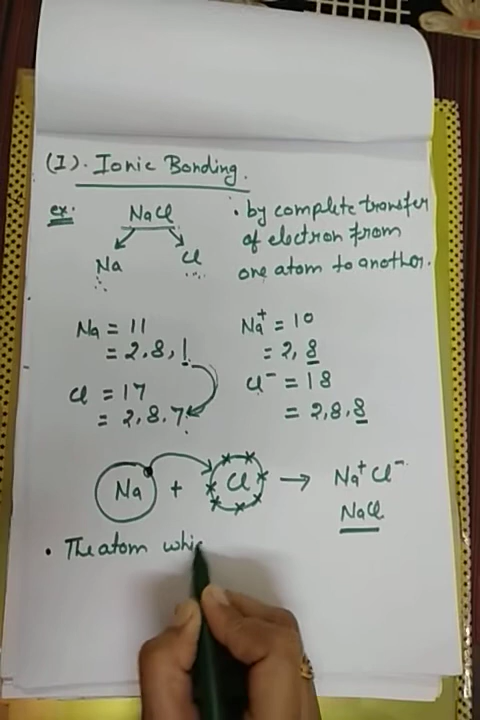 (I). Ionic Bonding.
ex:
NaCl
Na
Cl
• by complete transfer
of electron from
one atom to another.
Na = 11
= 2,8,1
Cl = 17
= 2,8,7
Na⁺ = 10
= 2,8
Cl⁻ = 18
= 2,8,8
Na + Cl → Na⁺Cl⁻
NaCl
• The atom whi